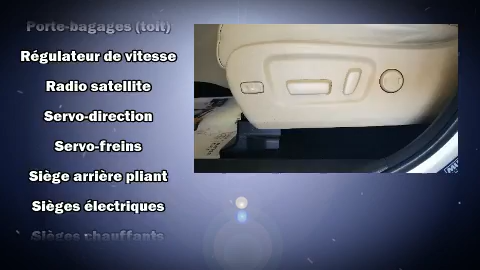 Porte-bagages (toit)
Régulateur de vitesse
Radio satellite
Servo-direction
Servo-freins
Siège arrière pliant
Sièges électriques
Sièges chauffants